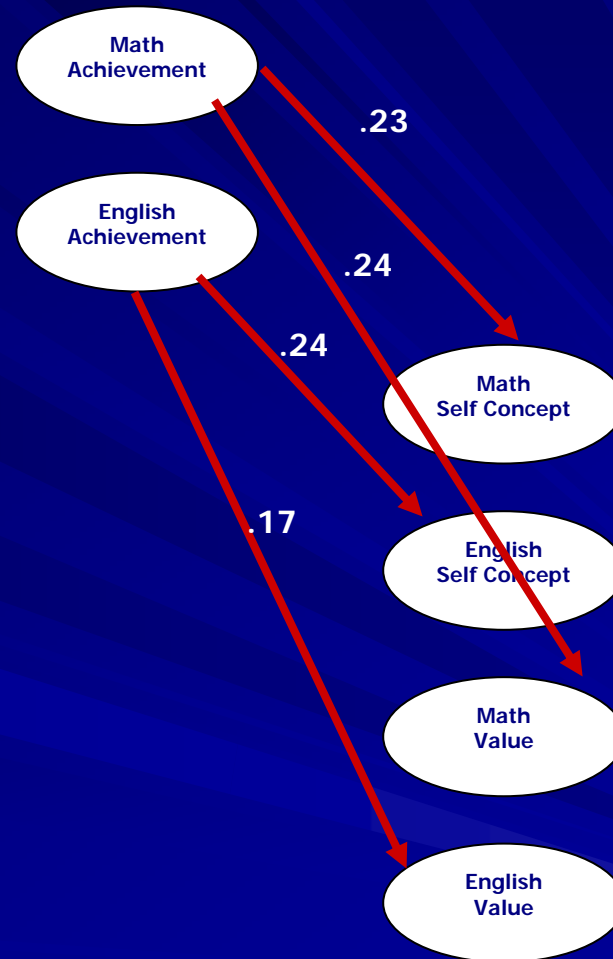 Math
Achievement
.23
English
Achievement
.24
.24
Math
Self Concept
.17
English
Self Concept
Math
Value
English
Value